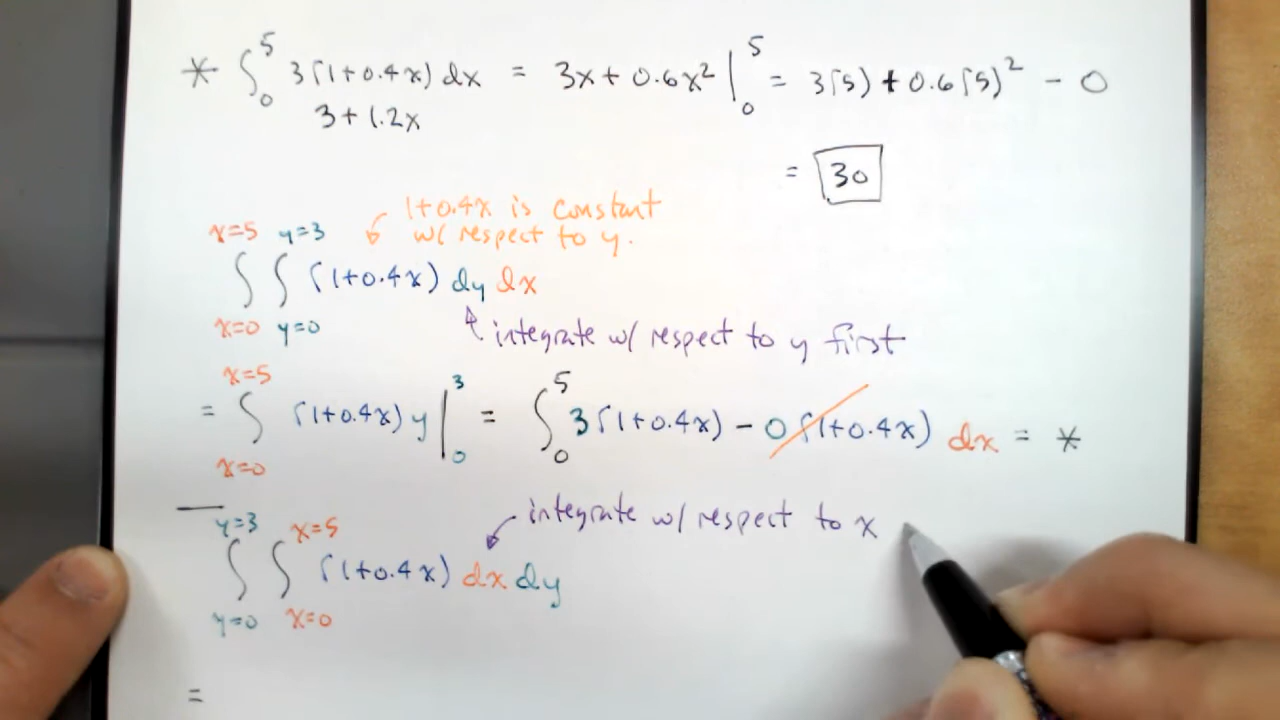 * ∫₀⁵ 3(1+0.4x) dx = 3x + 0.6x² |₀⁵ = 3(5) + 0.6(5)² - 0
3 + 1.2x
= 30
1+0.4x is constant
w/ respect to y.
x=5 y=3
∫ ∫ (1+0.4x) dy dx
x=0 y=0
integrate w/ respect to y first
x=5
= ∫ (1+0.4x) y |₀³ = ∫₀⁵ 3(1+0.4x) - 0(1+0.4x) dx = *
x=0
integrate w/ respect to x
y=3 x=5
∫ ∫ (1+0.4x) dx dy
y=0 x=0
=